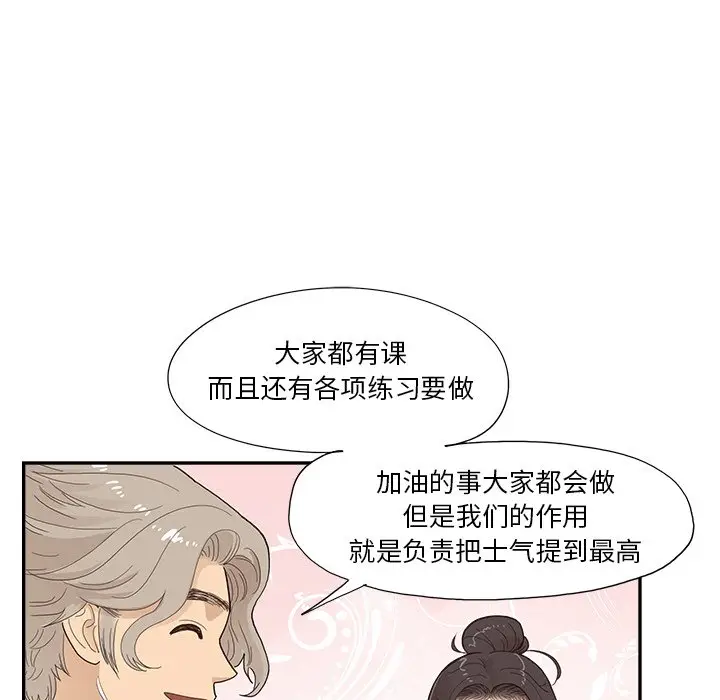 大家都有课
而且还有各项练习要做
加油的事大家都会做
但是我们的作用
就是负责把士气提到最高